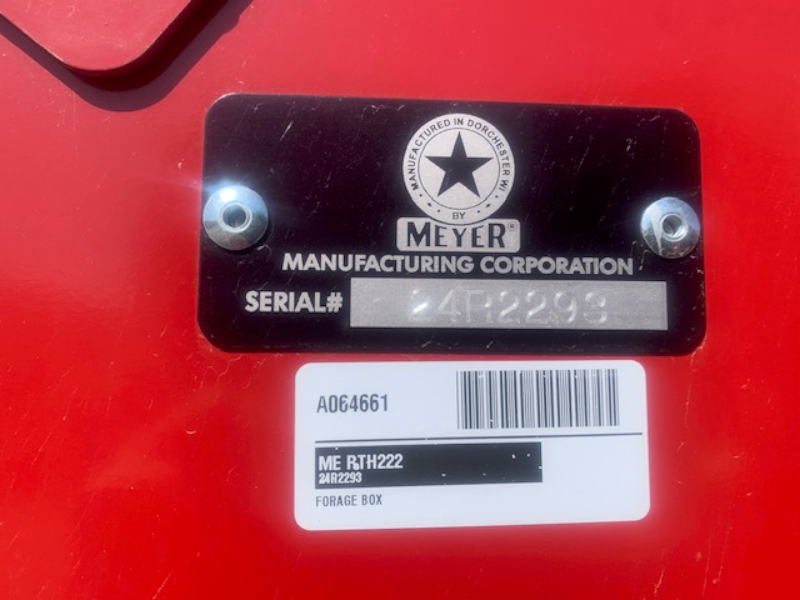 MANUFACTURED IN DORCHESTER WI.
BY
MEYER®
MANUFACTURING CORPORATION
SERIAL# 24R2293
A064661
ME RTH222
24R2293
FORAGE BOX